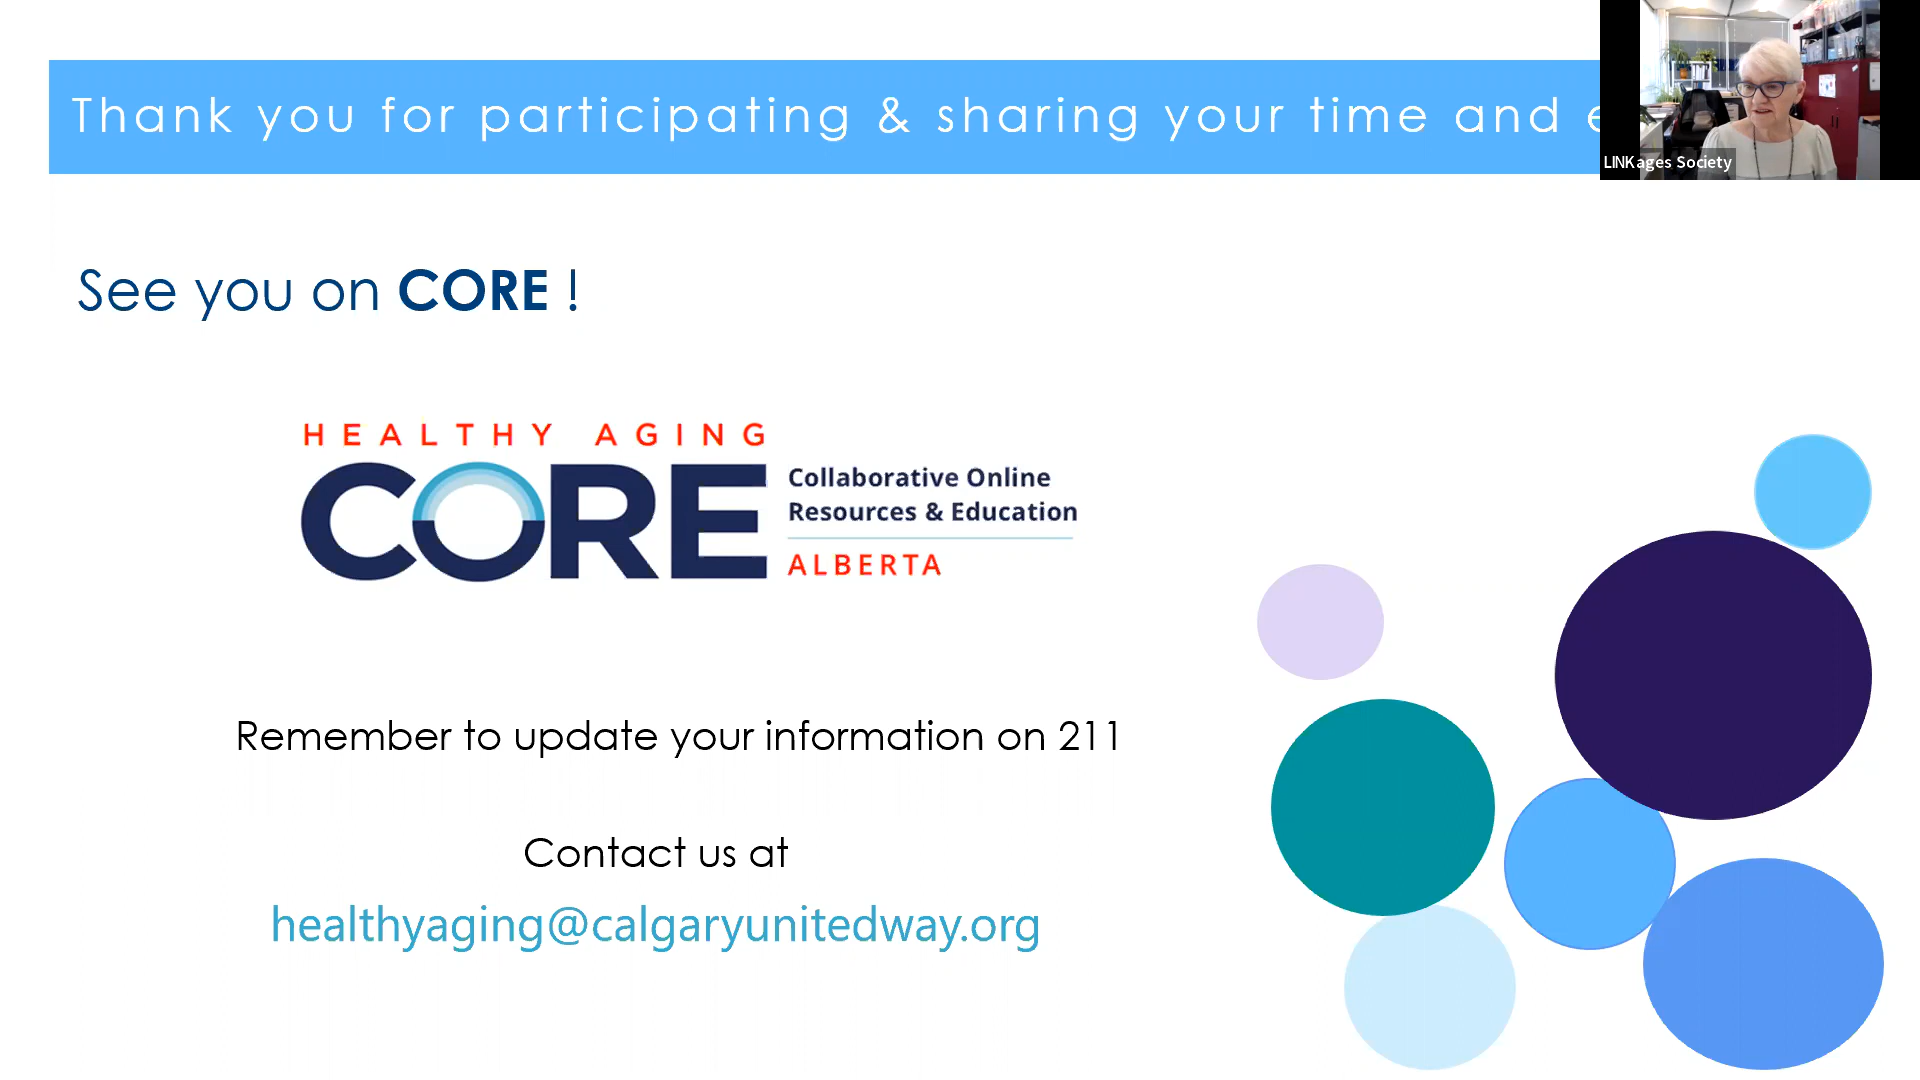 Thank you for participating & sharing your time and
LINKages Society
See you on CORE !
HEALTHY AGING
CORE
Collaborative Online
Resources & Education
ALBERTA
Remember to update your information on 211
Contact us at
healthyaging@calgaryunitedway.org